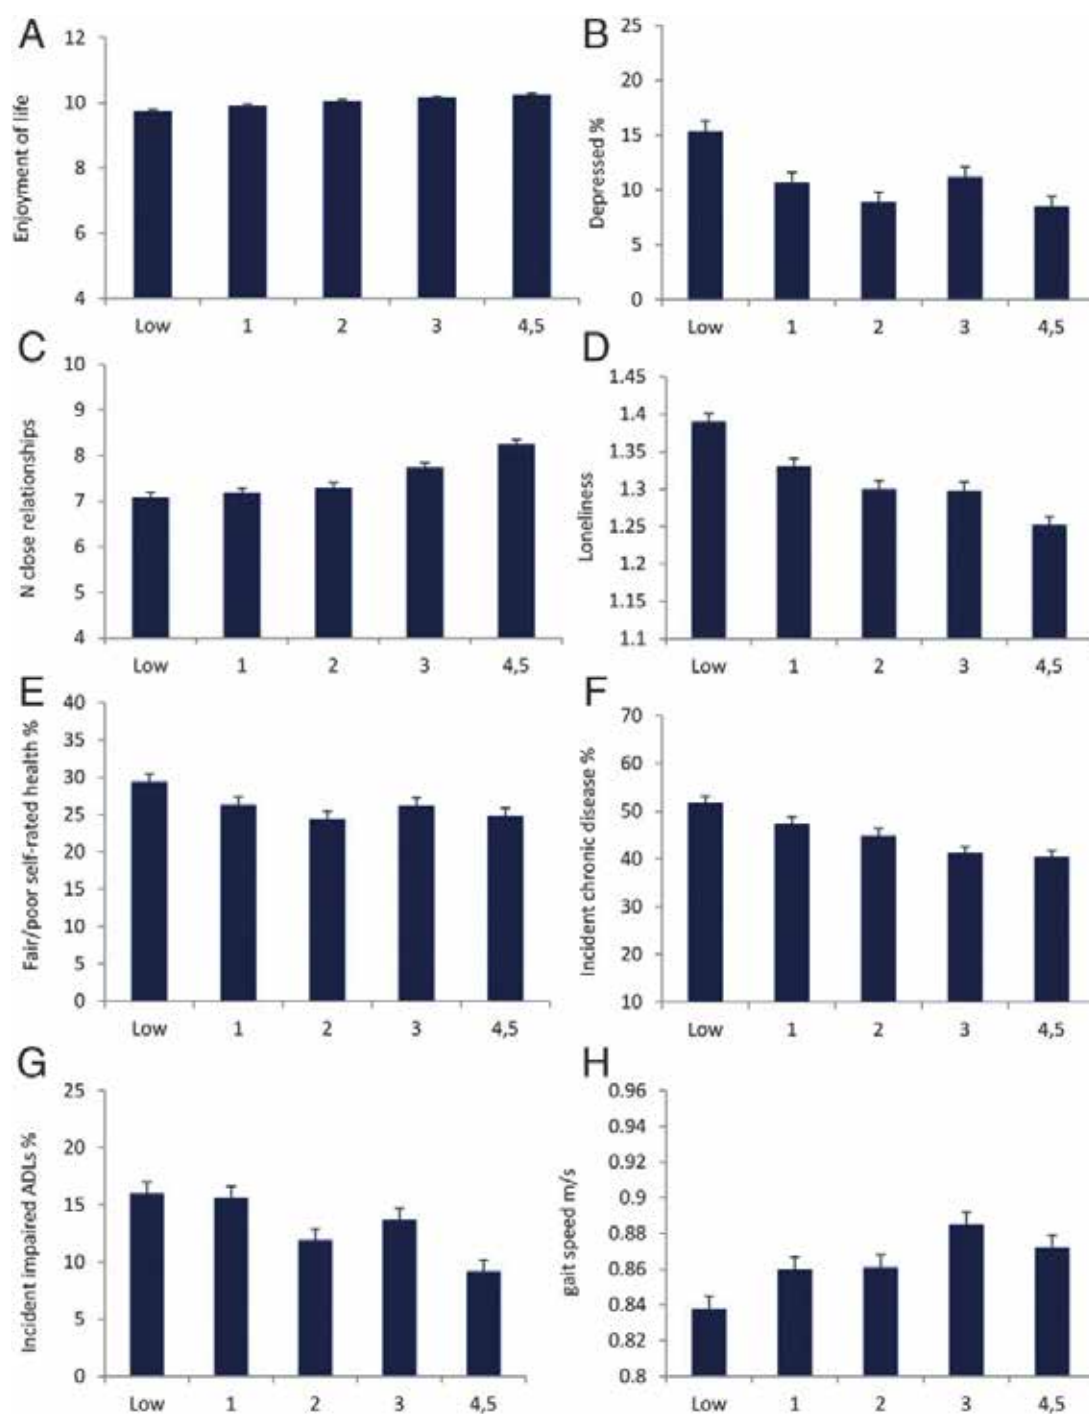 A
Enjoyment of life
12
10
8
6
4
Low 1 2 3 4,5
B
Depressed %
25
20
15
10
5
0
Low 1 2 3 4,5
C
N close relationships
10
9
8
7
6
5
4
Low 1 2 3 4,5
D
Loneliness
1.45
1.4
1.35
1.3
1.25
1.2
1.15
1.1
Low 1 2 3 4,5
E
Fair/poor self-rated health %
40
35
30
25
20
15
10
5
0
Low 1 2 3 4,5
F
Incident chronic disease %
70
60
50
40
30
20
10
Low 1 2 3 4,5
G
Incident impaired ADLs %
25
20
15
10
5
0
Low 1 2 3 4,5
H
gait speed m/s
0.96
0.94
0.92
0.9
0.88
0.86
0.84
0.82
0.8
Low 1 2 3 4,5